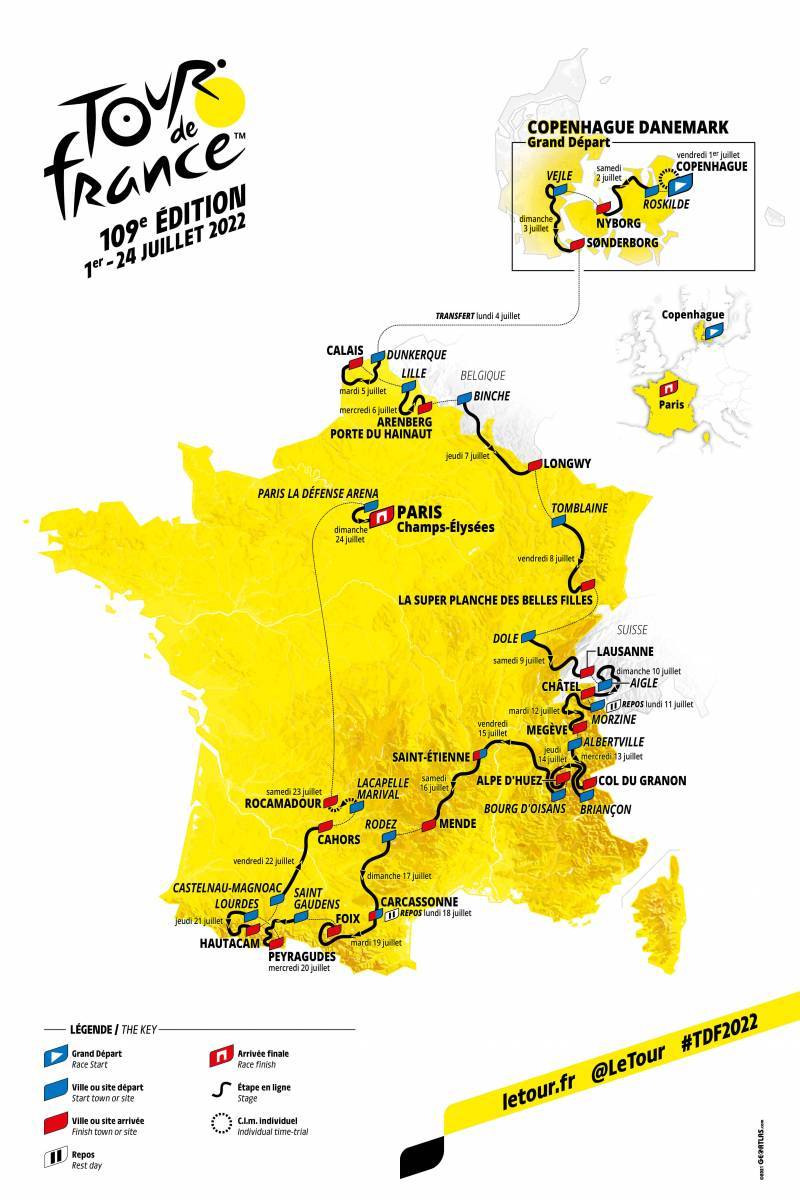 TOUR
de
france™
109e ÉDITION
1er - 24 JUILLET 2022
COPENHAGUE DANEMARK
Grand Départ
vendredi 1er juillet
COPENHAGUE
samedi
2 juillet
VEJLE
ROSKILDE
NYBORG
dimanche
3 juillet
SØNDERBORG
TRANSFERT lundi 4 juillet
Copenhague
Paris
CALAIS
DUNKERQUE
mardi 5 juillet
LILLE
BELGIQUE
mercredi 6 juillet
BINCHE
ARENBERG
PORTE DU HAINAUT
jeudi 7 juillet
LONGWY
PARIS LA DÉFENSE ARENA
PARIS
Champs-Élysées
dimanche
24 juillet
TOMBLAINE
vendredi 8 juillet
LA SUPER PLANCHE DES BELLES FILLES
DOLE
SUISSE
samedi 9 juillet
LAUSANNE
dimanche 10 juillet
CHÂTEL
AIGLE
REPOS lundi 11 juillet
mardi 12 juillet
MORZINE
MEGÈVE
vendredi
15 juillet
ALBERTVILLE
jeudi
14 juillet
mercredi 13 juillet
SAINT-ÉTIENNE
ALPE D'HUEZ
COL DU GRANON
samedi
16 juillet
BOURG D'OISANS
BRIANÇON
samedi 23 juillet
ROCAMADOUR
LACAPELLE
MARIVAL
RODEZ
MENDE
CAHORS
vendredi 22 juillet
dimanche 17 juillet
CASTELNAU-MAGNOAC
LOURDES
SAINT
GAUDENS
CARCASSONNE
REPOS lundi 18 juillet
jeudi 21 juillet
FOIX
HAUTACAM
mardi 19 juillet
PEYRAGUDES
mercredi 20 juillet
LÉGENDE / THE KEY
Grand Départ
Race Start
Ville ou site départ
Start town or site
Ville ou site arrivée
Finish town or site
Repos
Rest day
Arrivée finale
Race finish
Étape en ligne
Stage
C.l.m. individuel
Individual time-trial
letour.fr @LeTour #TDF2022
©2021 GEOATLAS.com